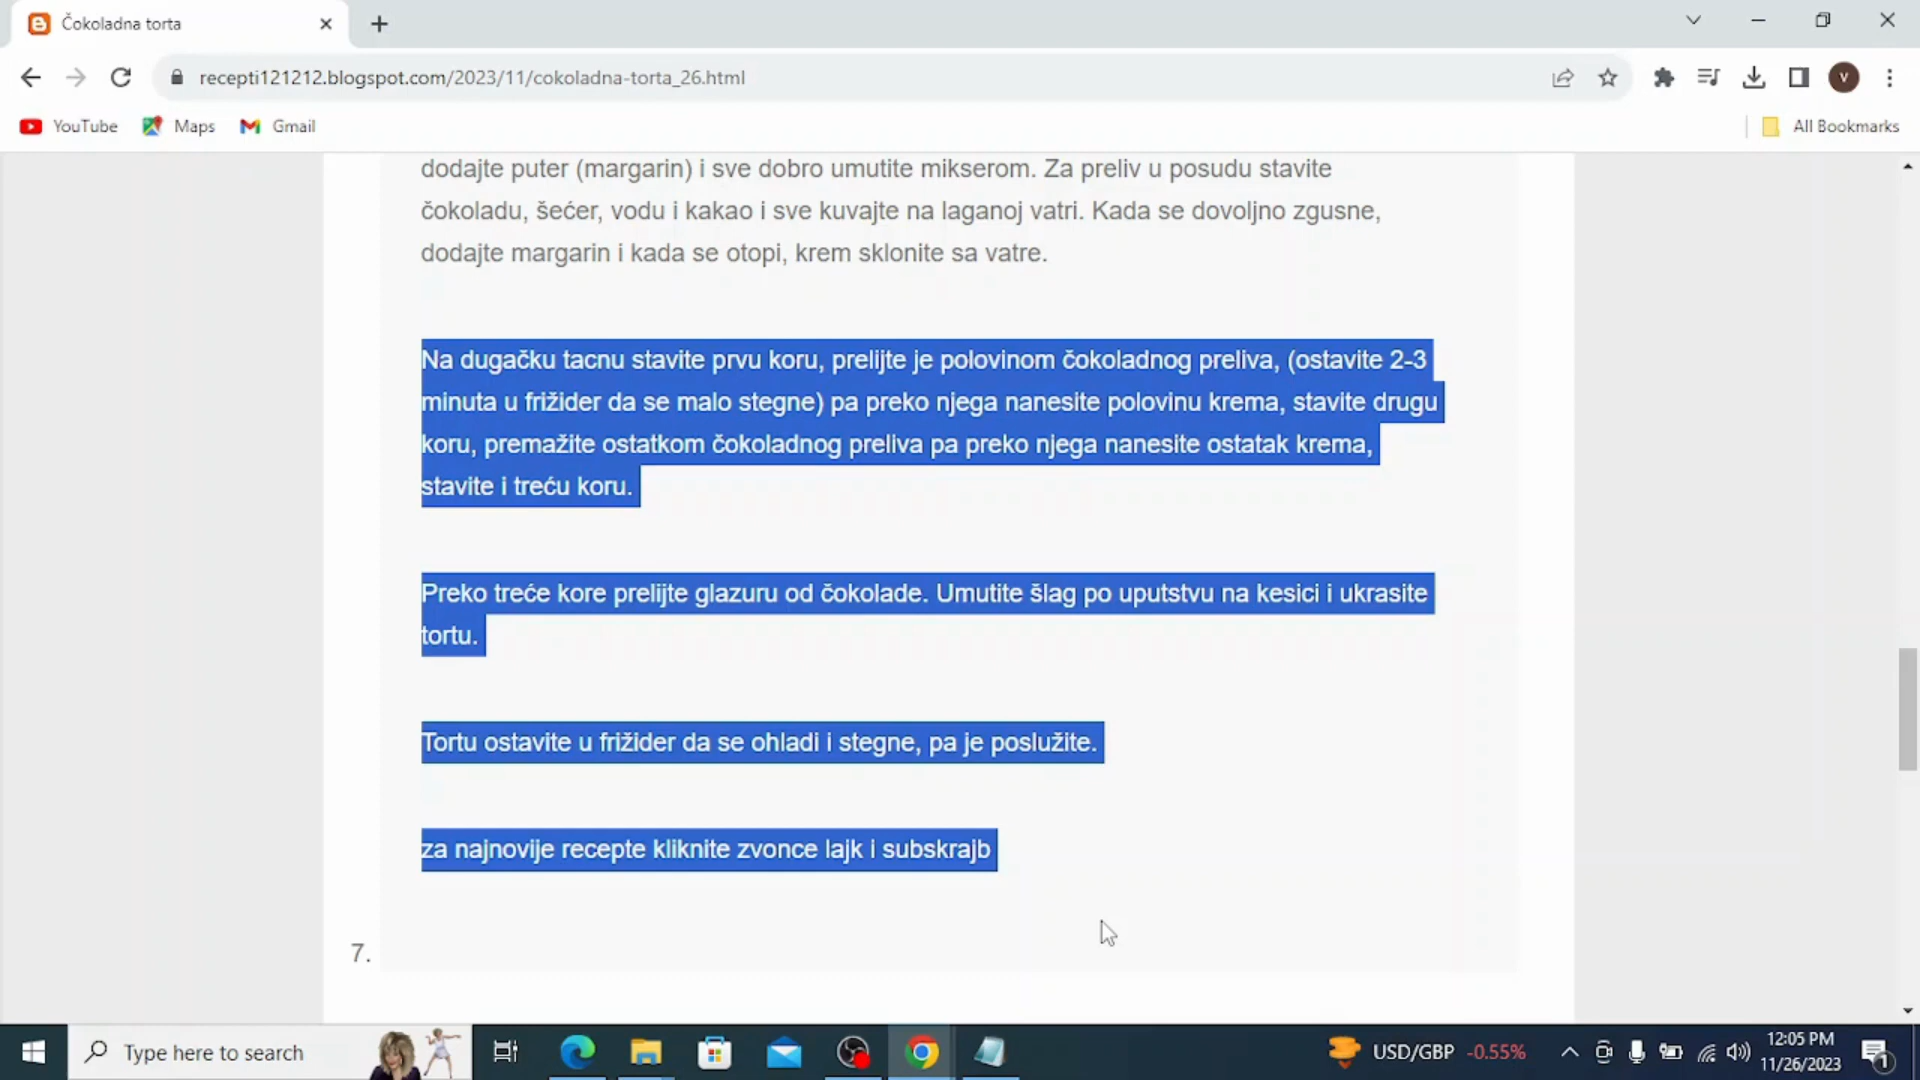 Čokoladna torta
recepti121212.blogspot.com/2023/11/cokoladna-torta_26.html
V
YouTube
Maps
Gmail
All Bookmarks
dodajte puter (margarin) i sve dobro umutite mikserom. Za preliv u posudu stavite
čokoladu, šećer, vodu i kakao i sve kuvajte na laganoj vatri. Kada se dovoljno zgusne,
dodajte margarin i kada se otopi, krem sklonite sa vatre.
Na dugačku tacnu stavite prvu koru, prelijte je polovinom čokoladnog preliva, (ostavite 2-3
minuta u frižider da se malo stegne) pa preko njega nanesite polovinu krema, stavite drugu
koru, premažite ostatkom čokoladnog preliva pa preko njega nanesite ostatak krema,
stavite i treću koru.
Preko treće kore prelijte glazuru od čokolade. Umutite šlag po uputstvu na kesici i ukrasite
tortu.
Tortu ostavite u frižider da se ohladi i stegne, pa je poslužite.
za najnovije recepte kliknite zvonce lajk i subskrajb
7.
Type here to search
USD/GBP -0.55%
12:05 PM
11/26/2023
1